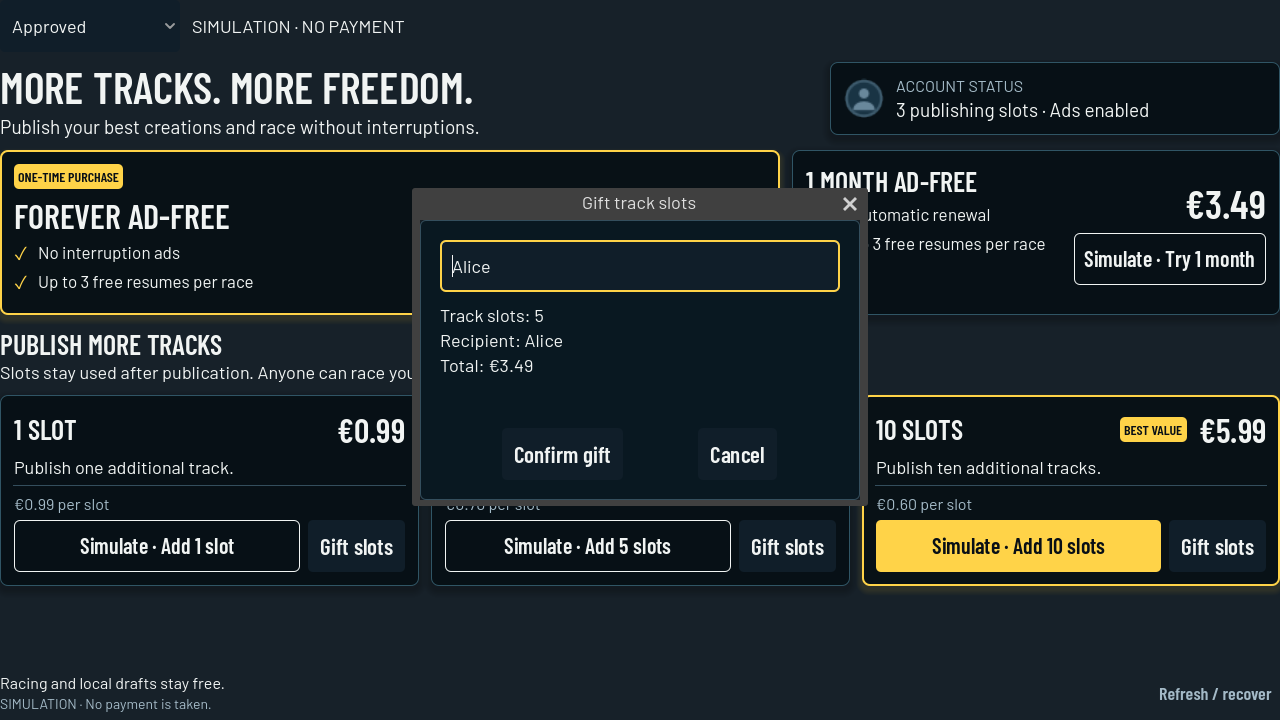 Approved
SIMULATION · NO PAYMENT
MORE TRACKS. MORE FREEDOM.
Publish your best creations and race without interruptions.
ACCOUNT STATUS
3 publishing slots · Ads enabled
ONE-TIME PURCHASE
FOREVER AD-FREE
✓ No interruption ads
✓ Up to 3 free resumes per race
1 MONTH AD-FREE
utomatic renewal
3 free resumes per race
€3.49
Simulate · Try 1 month
Gift track slots
Alice
Track slots: 5
Recipient: Alice
Total: €3.49
Confirm gift
Cancel
PUBLISH MORE TRACKS
Slots stay used after publication. Anyone can race you
1 SLOT
€0.99
Publish one additional track.
€0.99 per slot
Simulate · Add 1 slot
Gift slots
per slot
Simulate · Add 5 slots
Gift slots
10 SLOTS
BEST VALUE
€5.99
Publish ten additional tracks.
€0.60 per slot
Simulate · Add 10 slots
Gift slots
Racing and local drafts stay free.
SIMULATION · No payment is taken.
Refresh / recover